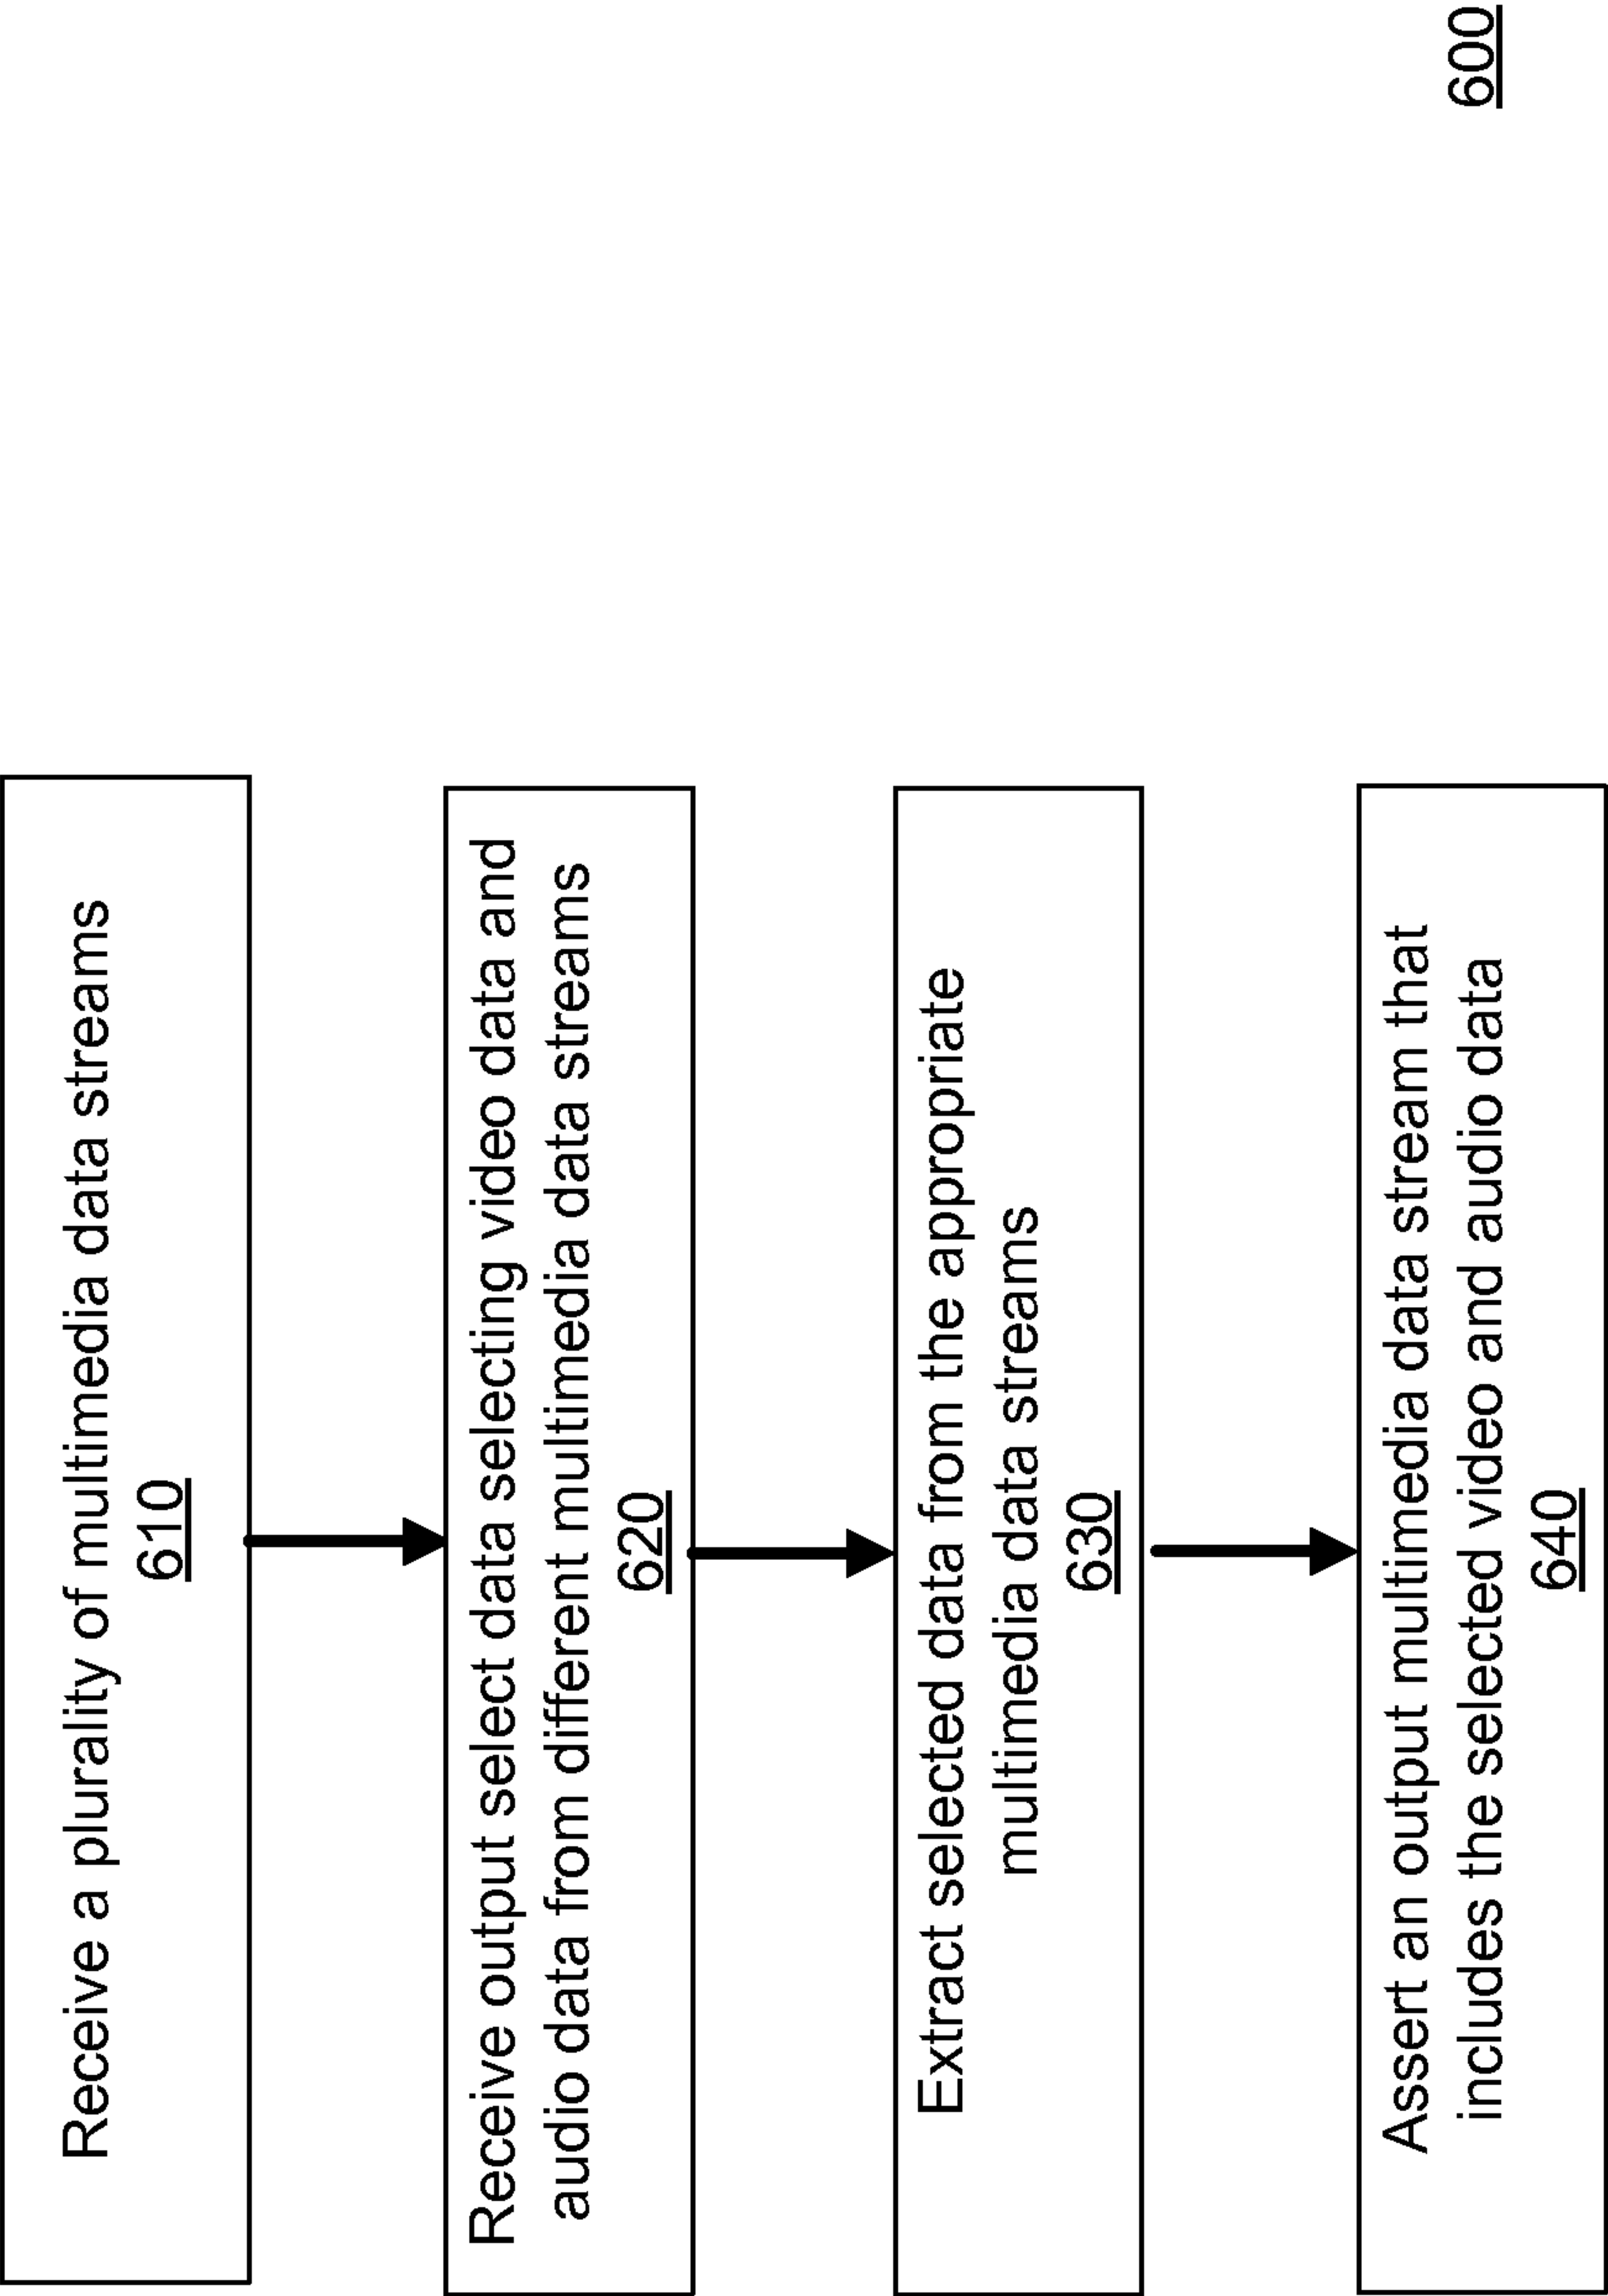 Receive a plurality of multimedia data streams
610
Receive output select data selecting video data and
audio data from different multimedia data streams
620
Extract selected data from the appropriate
multimedia data streams
630
Assert an output multimedia data stream that
includes the selected video and audio data
640
600